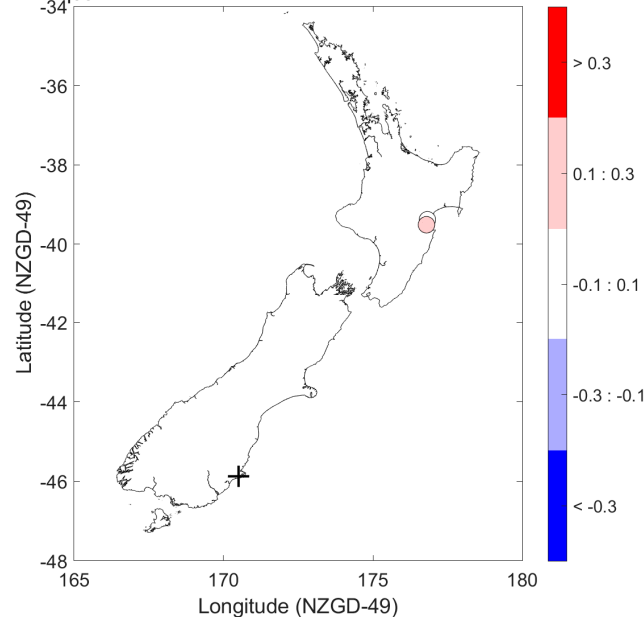 -34
-36
-38
-40
-42
-44
-46
-48
165
170
175
180
Latitude (NZGD-49)
Longitude (NZGD-49)
> 0.3
0.1 : 0.3
-0.1 : 0.1
-0.3 : -0.1
< -0.3